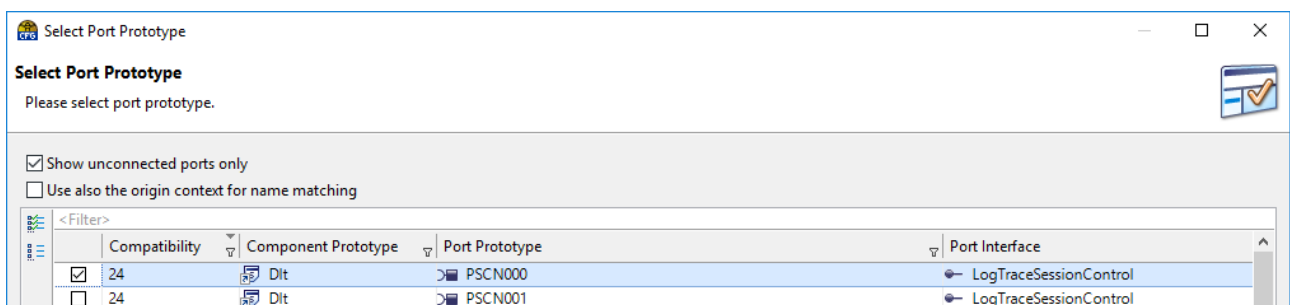 CFG Select Port Prototype
Select Port Prototype
Please select port prototype.
Show unconnected ports only
Use also the origin context for name matching
<Filter>
Compatibility Component Prototype Port Prototype Port Interface
24 Dlt PSCN000 LogTraceSessionControl
24 Dlt PSCN001 LogTraceSessionControl